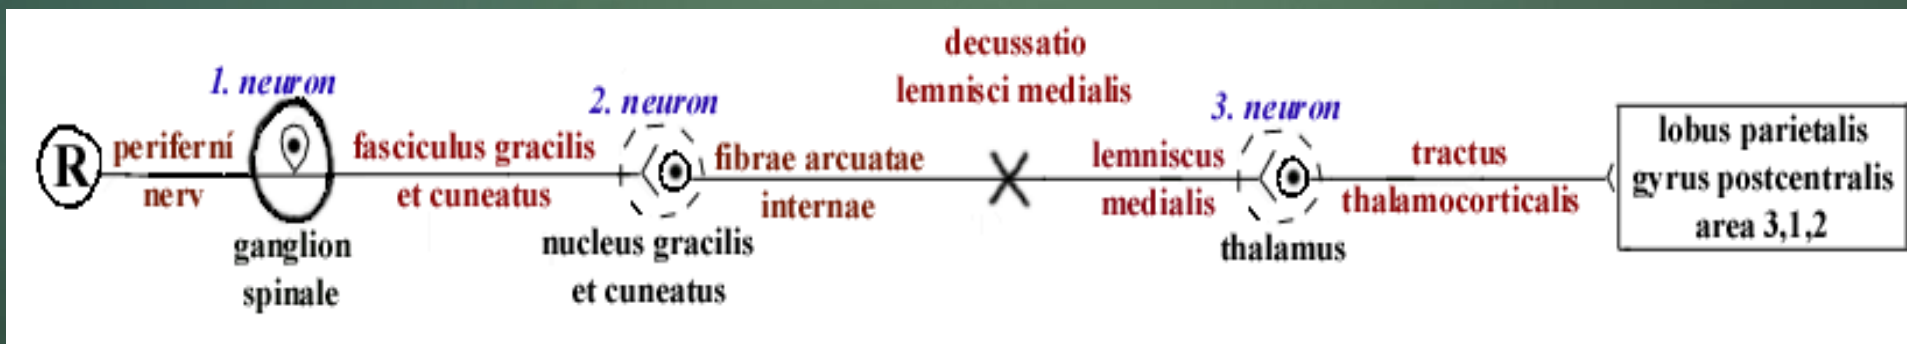 decussatio
lemnisci medialis
1. neuron
2. neuron
3. neuron
R
periferní
nerv
fasciculus gracilis
et cuneatus
fibrae arcuatae
internae
lemniscus
medialis
tractus
thalamocorticalis
lobus parietalis
gyrus postcentralis
area 3,1,2
ganglion
spinale
nucleus gracilis
et cuneatus
thalamus